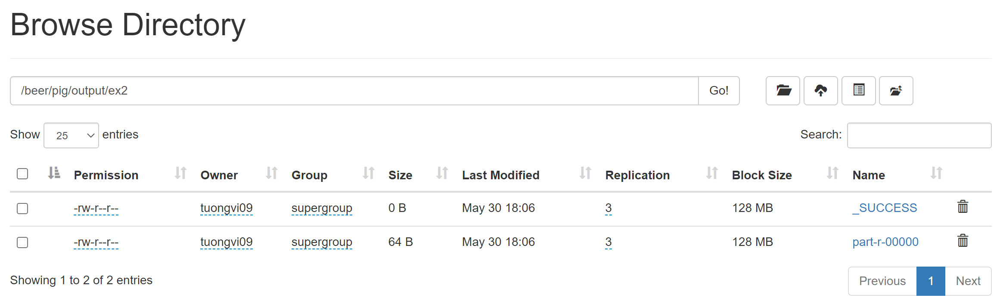 Browse Directory
/beer/pig/output/ex2 Go!
Show 25 entries Search:
Permission Owner Group Size Last Modified Replication Block Size Name
-rw-r--r-- tuongvi09 supergroup 0 B May 30 18:06 3 128 MB _SUCCESS
-rw-r--r-- tuongvi09 supergroup 64 B May 30 18:06 3 128 MB part-r-00000
Showing 1 to 2 of 2 entries Previous 1 Next